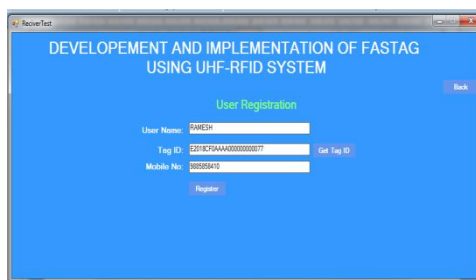 ReciverTest
DEVELOPEMENT AND IMPLEMENTATION OF FASTAG
USING UHF-RFID SYSTEM
Back
User Registration
User Name: RAMESH
Tag ID: E2018CF0AAAA000000000077 Get Tag ID
Mobile No: 9885858410
Register